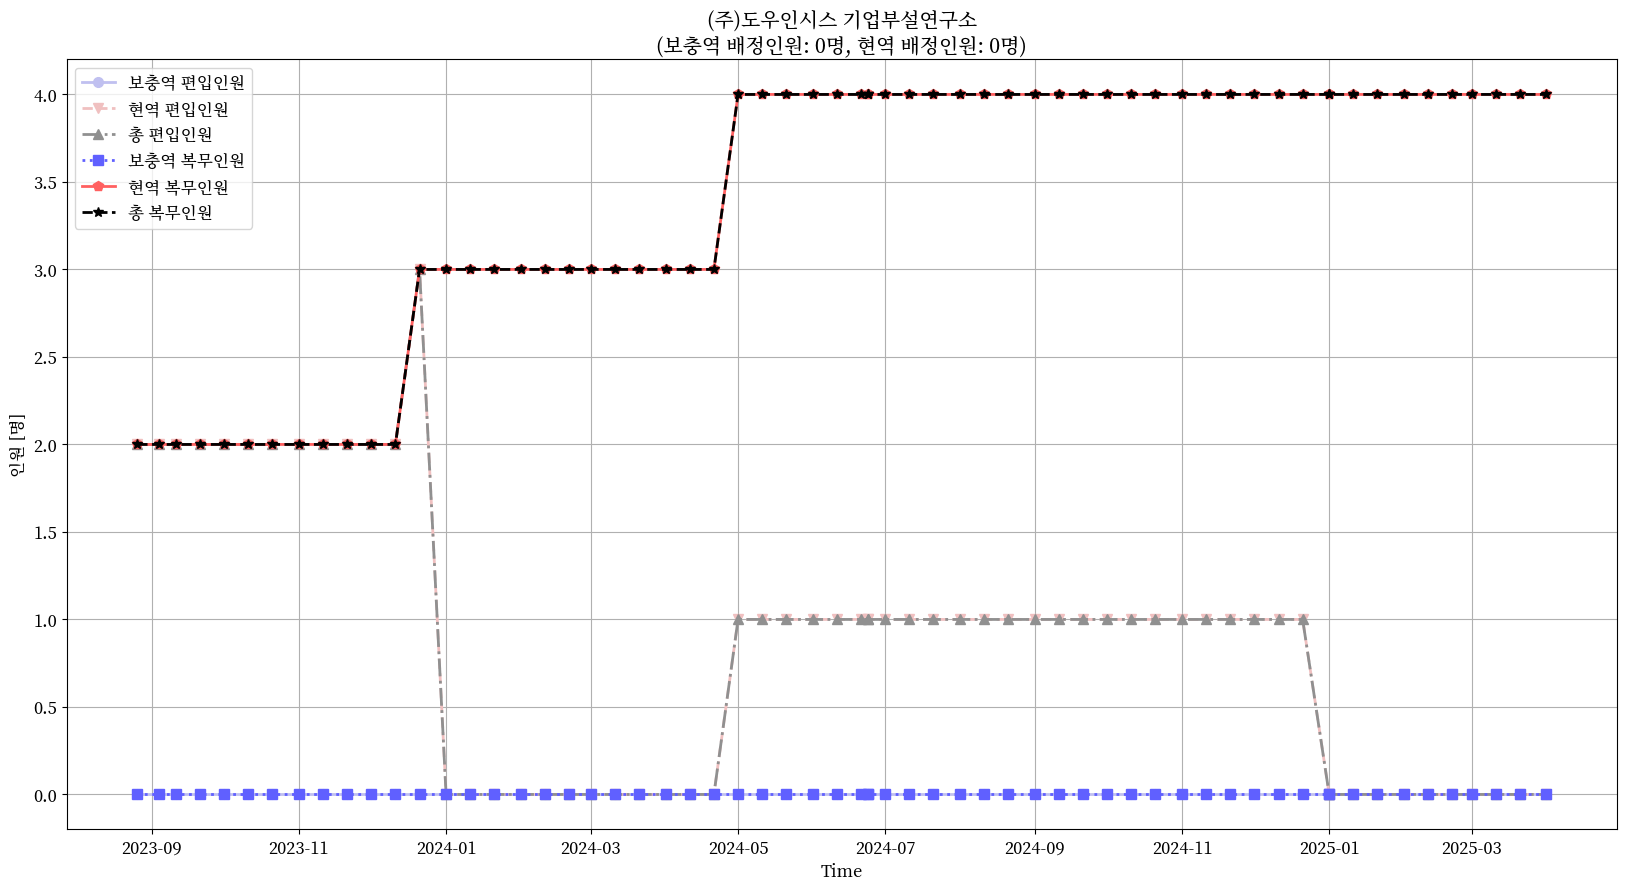 (주)도우인시스 기업부설연구소
(보충역 배정인원: 0명, 현역 배정인원: 0명)
보충역 편입인원
현역 편입인원
총 편입인원
보충역 복무인원
현역 복무인원
총 복무인원
4.0
3.5
3.0
2.5
2.0
1.5
1.0
0.5
0.0
인원 [명]
2023-09 2023-11 2024-01 2024-03 2024-05 2024-07 2024-09 2024-11 2025-01 2025-03
Time